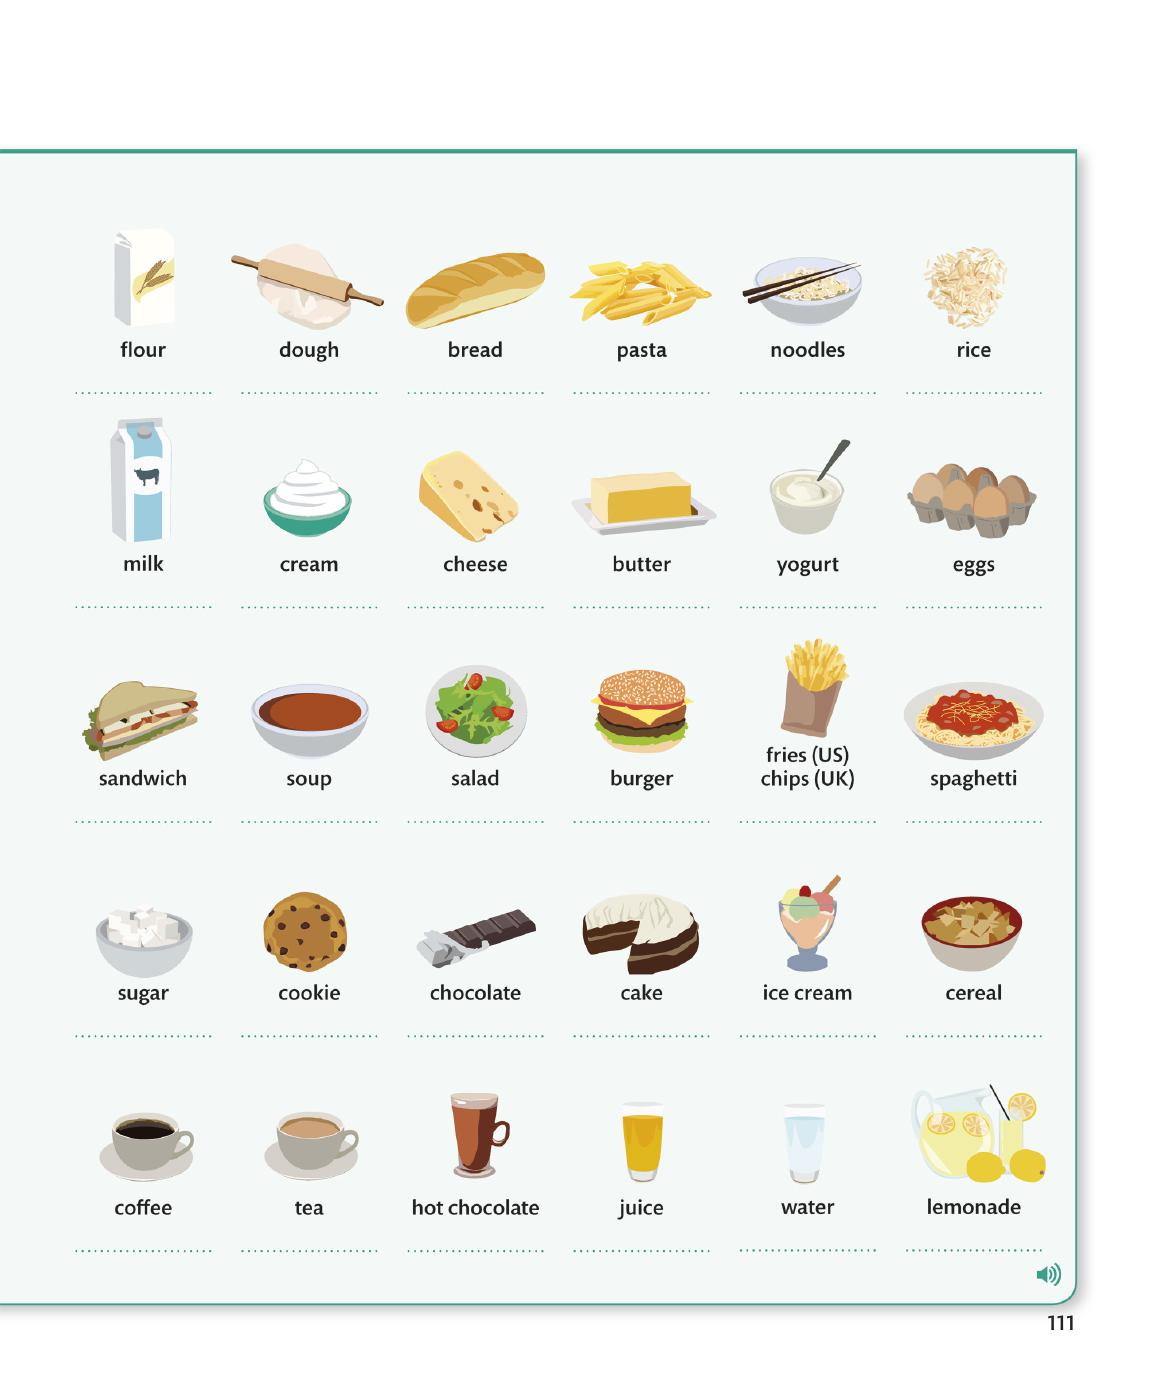 flour
dough
bread
pasta
noodles
rice
milk
cream
cheese
butter
yogurt
eggs
sandwich
soup
salad
burger
fries (US)
chips (UK)
spaghetti
sugar
cookie
chocolate
cake
ice cream
cereal
coffee
tea
hot chocolate
juice
water
lemonade
111